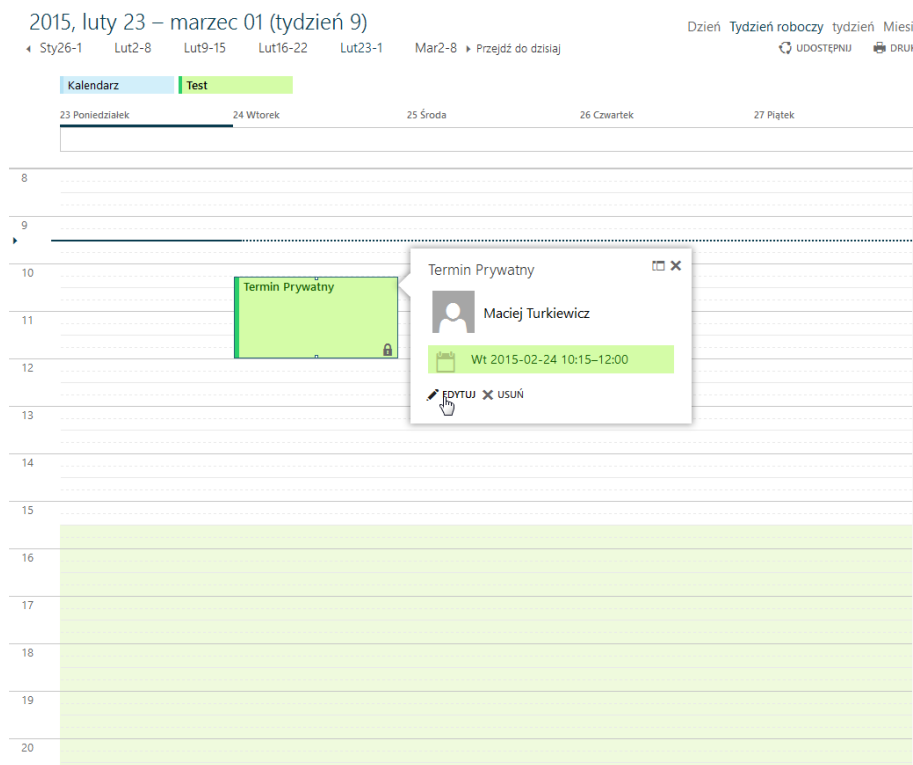 2015, luty 23 – marzec 01 (tydzień 9)
Dzień Tydzień roboczy tydzień Miesi
Sty26-1 Lut2-8 Lut9-15 Lut16-22 Lut23-1 Mar2-8 Przejdź do dzisiaj
UDOSTĘPNIJ DRUK
Kalendarz Test
23 Poniedziałek 24 Wtorek 25 Środa 26 Czwartek 27 Piątek
8
9
10
Termin Prywatny
Termin Prywatny
Maciej Turkiewicz
11
Wt 2015-02-24 10:15–12:00
12
EDYTUJ USUŃ
13
14
15
16
17
18
19
20